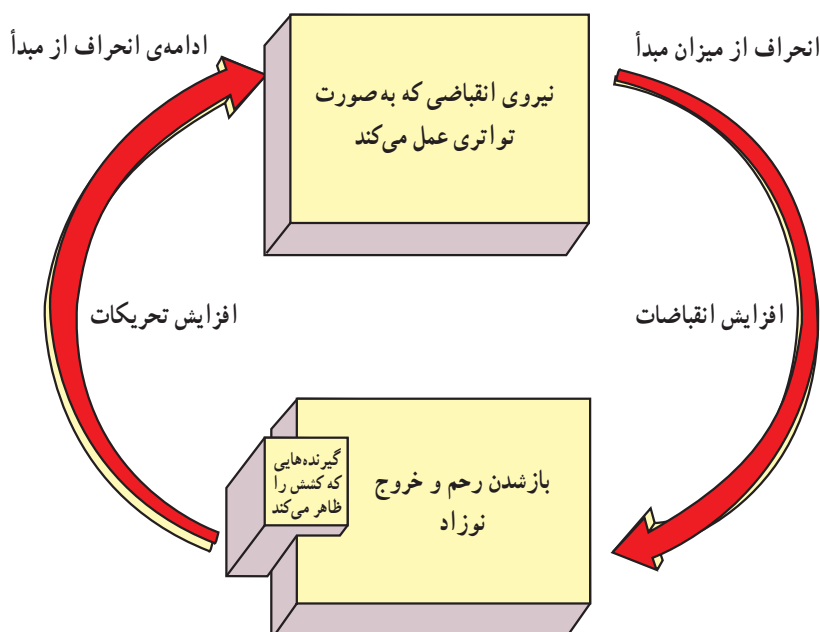 انحراف از میزان مبدأ
ادامه‌ی انحراف از مبدأ
نیروی انقباضی که به صورت
تواتری عمل می‌کند
افزایش انقباضات
افزایش تحریکات
بازشدن رحم و خروج
نوزاد
گیرنده‌هایی
که کشش را
ظاهر می‌کند